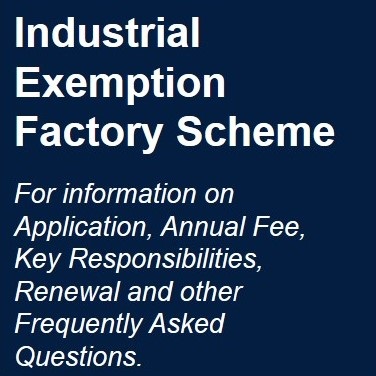 Industrial
Exemption
Factory Scheme
For information on
Application, Annual Fee,
Key Responsibilities,
Renewal and other
Frequently Asked
Questions.